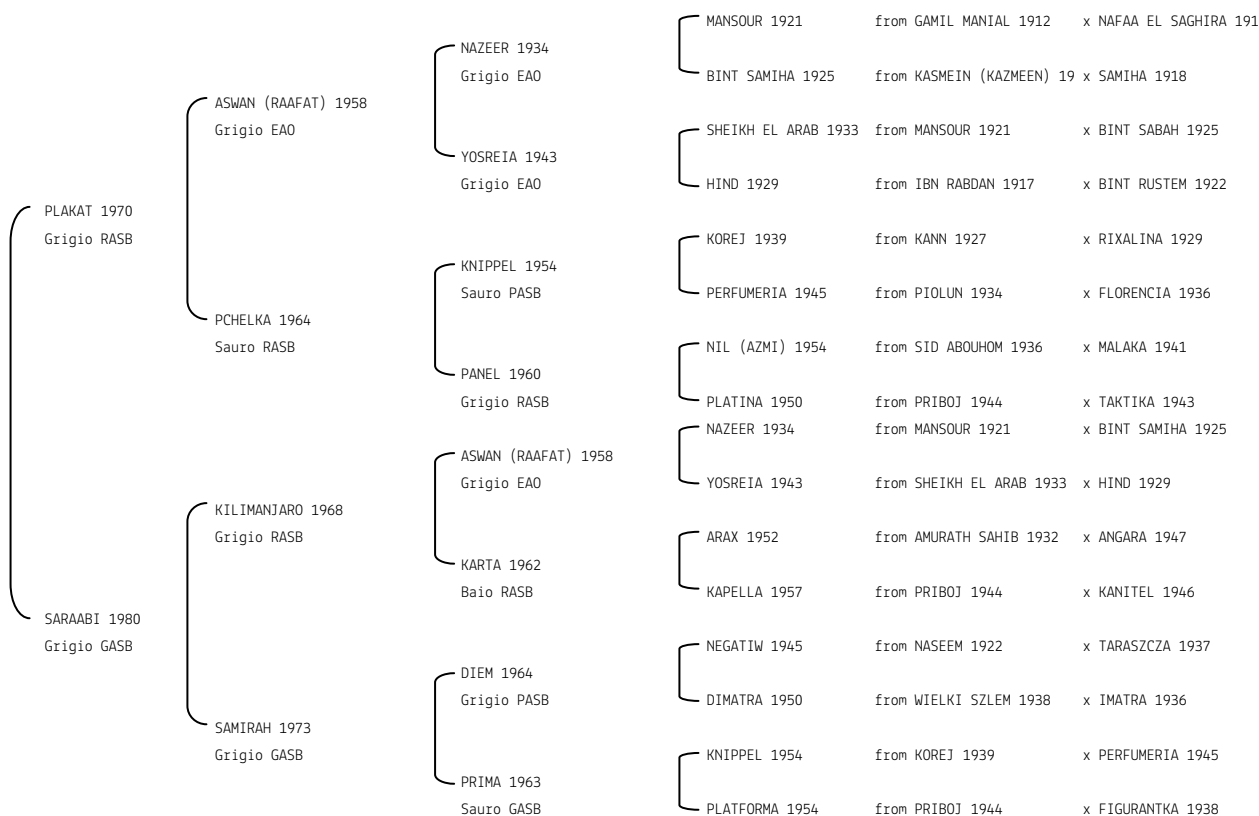 MANSOUR 1921 from GAMIL MANIAL 1912 x NAFAA EL SAGHIRA 191
NAZEER 1934
Grigio EAO
BINT SAMIHA 1925 from KASMEIN (KAZMEEN) 19 x SAMIHA 1918
ASWAN (RAAFAT) 1958
Grigio EAO
SHEIKH EL ARAB 1933 from MANSOUR 1921 x BINT SABAH 1925
YOSREIA 1943
Grigio EAO
HIND 1929 from IBN RABDAN 1917 x BINT RUSTEM 1922
PLAKAT 1970
Grigio RASB
KOREJ 1939 from KANN 1927 x RIXALINA 1929
KNIPPEL 1954
Sauro PASB
PERFUMERIA 1945 from PIOLUN 1934 x FLORENCIA 1936
PCHELKA 1964
Sauro RASB
NIL (AZMI) 1954 from SID ABOUHOM 1936 x MALAKA 1941
PANEL 1960
Grigio RASB
PLATINA 1950 from PRIBOJ 1944 x TAKTIKA 1943
NAZEER 1934 from MANSOUR 1921 x BINT SAMIHA 1925
ASWAN (RAAFAT) 1958
Grigio EAO
YOSREIA 1943 from SHEIKH EL ARAB 1933 x HIND 1929
KILIMANJARO 1968
Grigio RASB
ARAX 1952 from AMURATH SAHIB 1932 x ANGARA 1947
KARTA 1962
Baio RASB
KAPELLA 1957 from PRIBOJ 1944 x KANITEL 1946
SARAABI 1980
Grigio GASB
NEGATIW 1945 from NASEEM 1922 x TARASZCZA 1937
DIEM 1964
Grigio PASB
DIMATRA 1950 from WIELKI SZLEM 1938 x IMATRA 1936
SAMIRAH 1973
Grigio GASB
KNIPPEL 1954 from KOREJ 1939 x PERFUMERIA 1945
PRIMA 1963
Sauro GASB
PLATFORMA 1954 from PRIBOJ 1944 x FIGURANTKA 1938